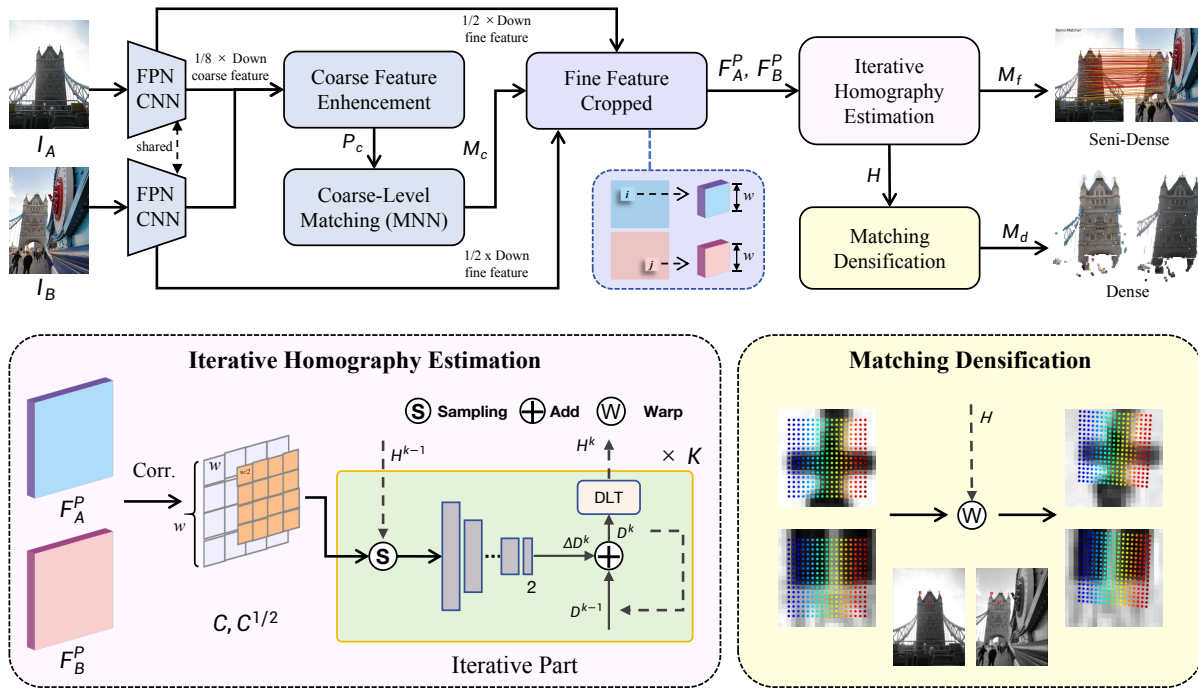 I_A
FPN
CNN
shared
I_B
FPN
CNN
1/8 × Down
coarse feature
Coarse Feature
Enhencement
P_c
Coarse-Level
Matching (MNN)
M_c
1/2 × Down
fine feature
1/2 x Down
fine feature
Fine Feature
Cropped
i
w
j
w
F_A^P, F_B^P
Iterative
Homography
Estimation
M_f
Seni-Dense
H
Matching
Densification
M_d
Dense
Iterative Homography Estimation
S Sampling + Add W Warp
F_A^P
Corr.
w
w/2
w
C, C^{1/2}
F_B^P
H^{k-1}
H^k
× K
DLT
S
2
ΔD^k
D^k
D^{k-1}
Iterative Part
Matching Densification
H
W